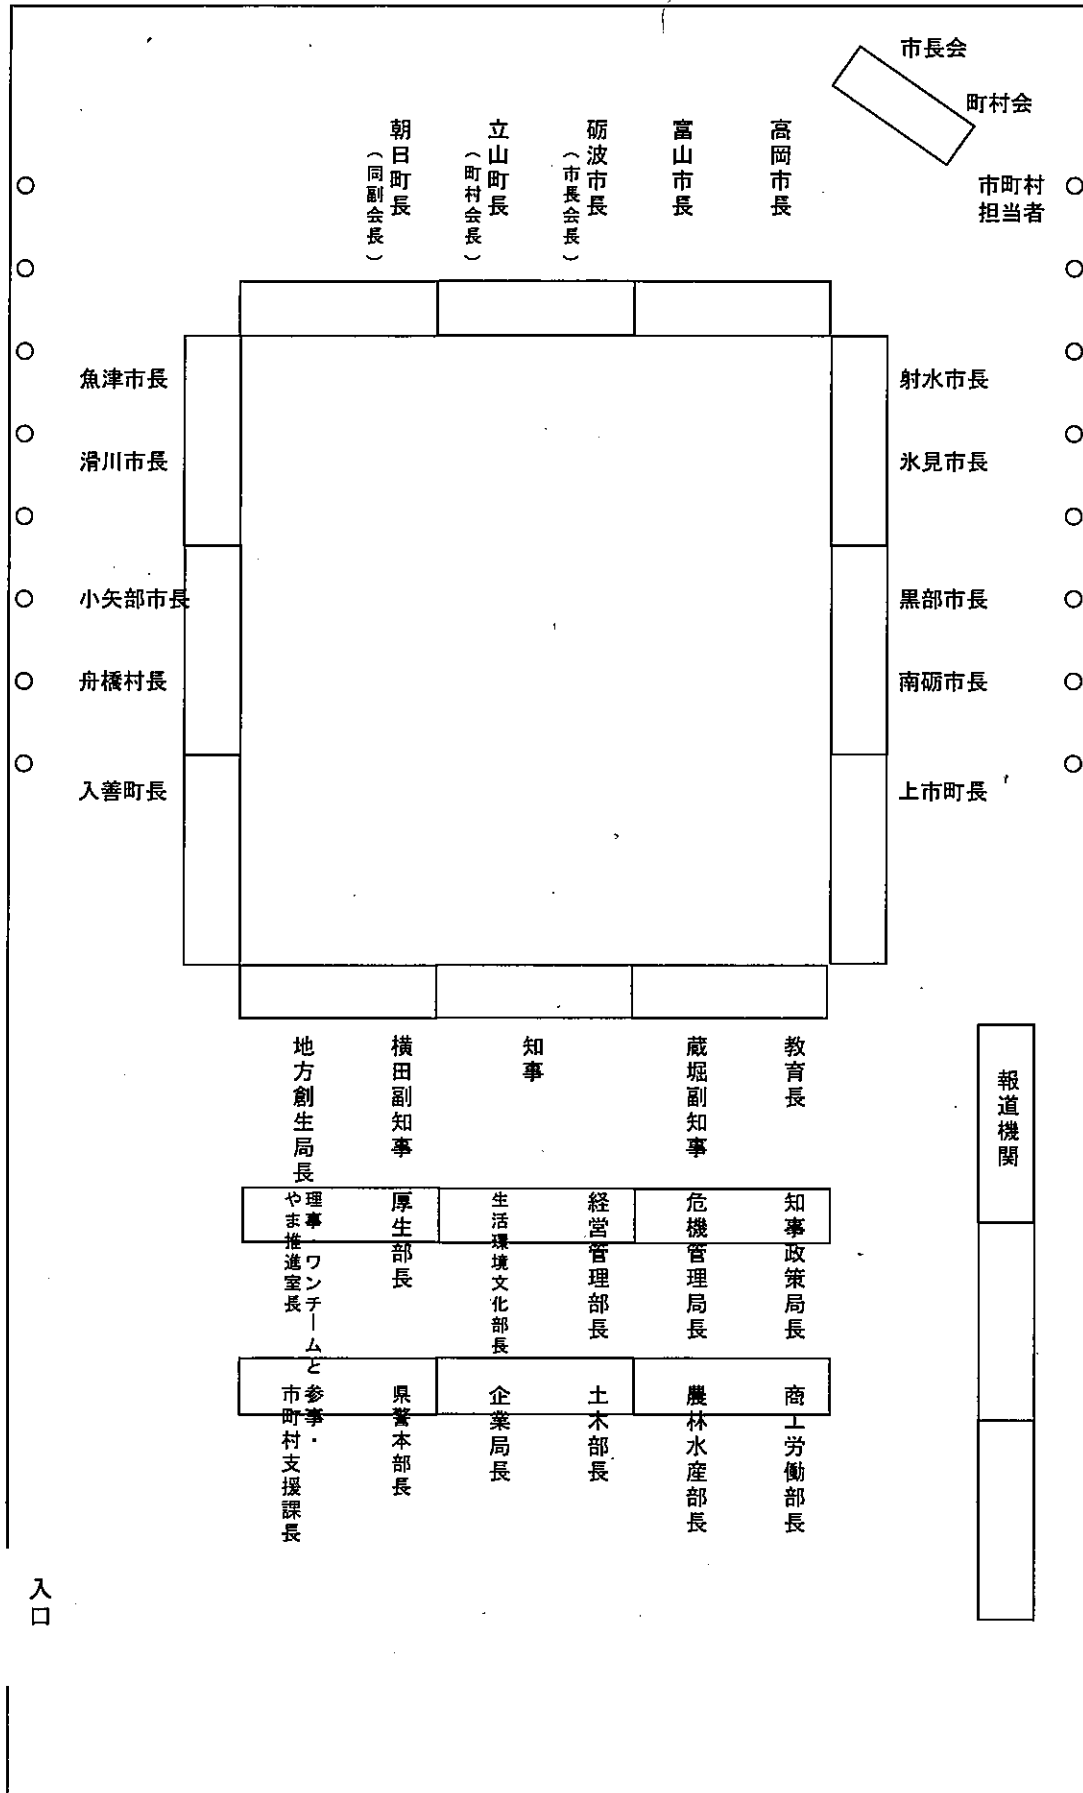 市長会
町村会
市町村
担当者
高岡市長
富山市長
砺波市長
（市長会長）
立山町長
（町村会長）
朝日町長
（同副会長）
魚津市長
滑川市長
小矢部市長
舟橋村長
入善町長
射水市長
氷見市長
黒部市長
南砺市長
上市町長
教育長
蔵堀副知事
知事
横田副知事
地方創生局長
報道機関
知事政策局長
危機管理局長
経営管理部長
生活環境文化部長
厚生部長
理事・ワンチームと
やま推進室長
商工労働部長
農林水産部長
土木部長
企業局長
県警本部長
参事・
市町村支援課長
入口